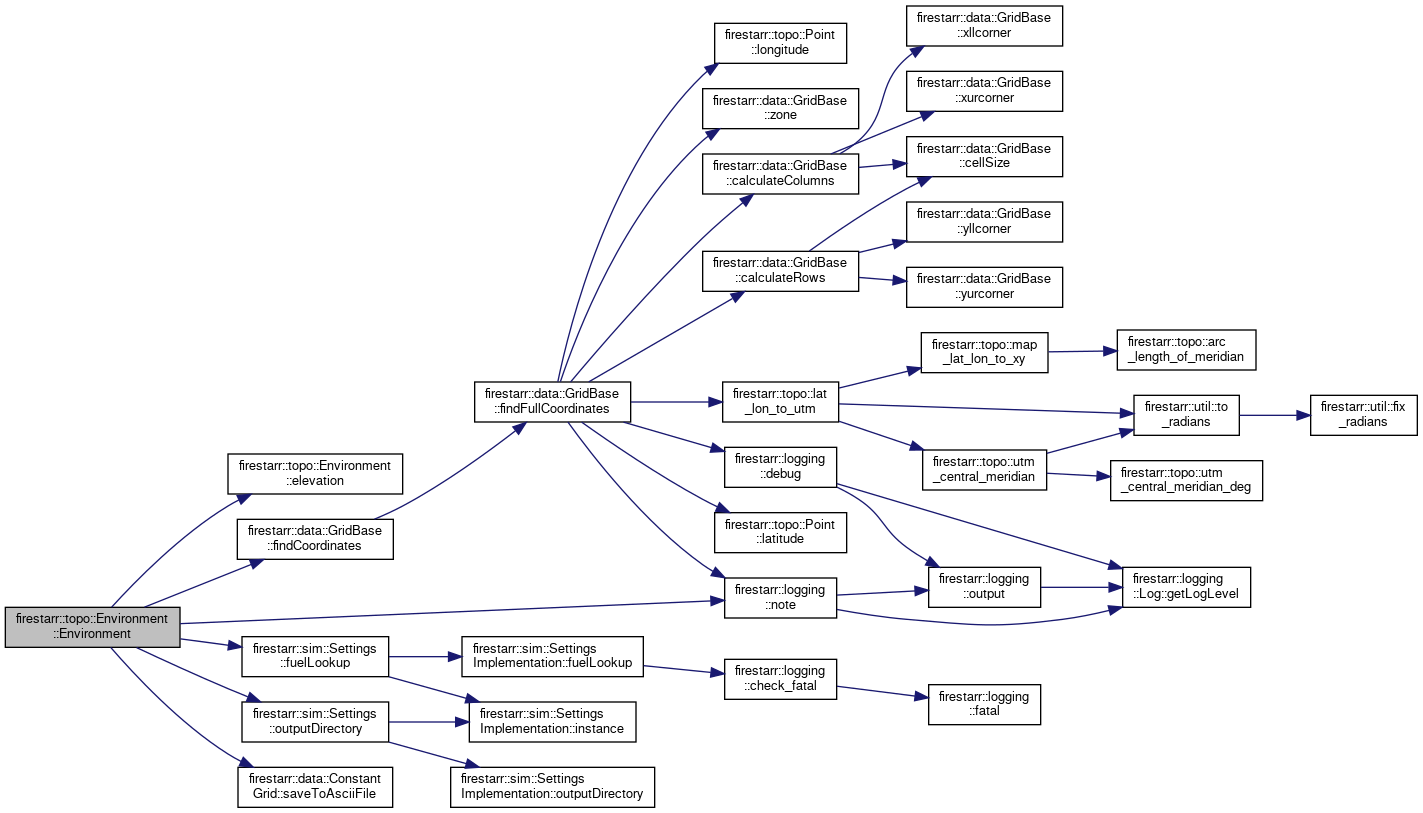 firestarr::topo::Environment
::Environment
firestarr::topo::Environment
::elevation
firestarr::data::GridBase
::findCoordinates
firestarr::sim::Settings
::fuelLookup
firestarr::sim::Settings
::outputDirectory
firestarr::data::Constant
Grid::saveToAsciiFile
firestarr::data::GridBase
::findFullCoordinates
firestarr::sim::Settings
Implementation::fuelLookup
firestarr::sim::Settings
Implementation::instance
firestarr::sim::Settings
Implementation::outputDirectory
firestarr::topo::Point
::longitude
firestarr::data::GridBase
::zone
firestarr::data::GridBase
::calculateColumns
firestarr::data::GridBase
::calculateRows
firestarr::topo::lat
_lon_to_utm
firestarr::logging
::debug
firestarr::topo::Point
::latitude
firestarr::logging
::note
firestarr::logging
::check_fatal
firestarr::data::GridBase
::xllcorner
firestarr::data::GridBase
::xurcorner
firestarr::data::GridBase
::cellSize
firestarr::data::GridBase
::yllcorner
firestarr::data::GridBase
::yurcorner
firestarr::topo::map
_lat_lon_to_xy
firestarr::topo::utm
_central_meridian
firestarr::logging
::output
firestarr::logging
::fatal
firestarr::topo::arc
_length_of_meridian
firestarr::util::to
_radians
firestarr::topo::utm
_central_meridian_deg
firestarr::logging
::Log::getLogLevel
firestarr::util::fix
_radians